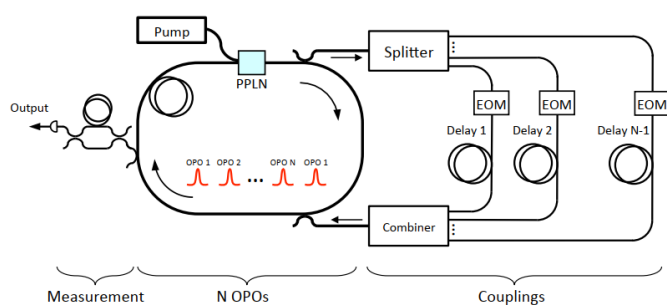 Pump
PPLN
Splitter
⋮
EOM
EOM
EOM
Output
Delay 1
Delay 2
Delay N-1
OPO 1
OPO 2
...
OPO N
OPO 1
Combiner
⋮
Measurement
N OPOs
Couplings